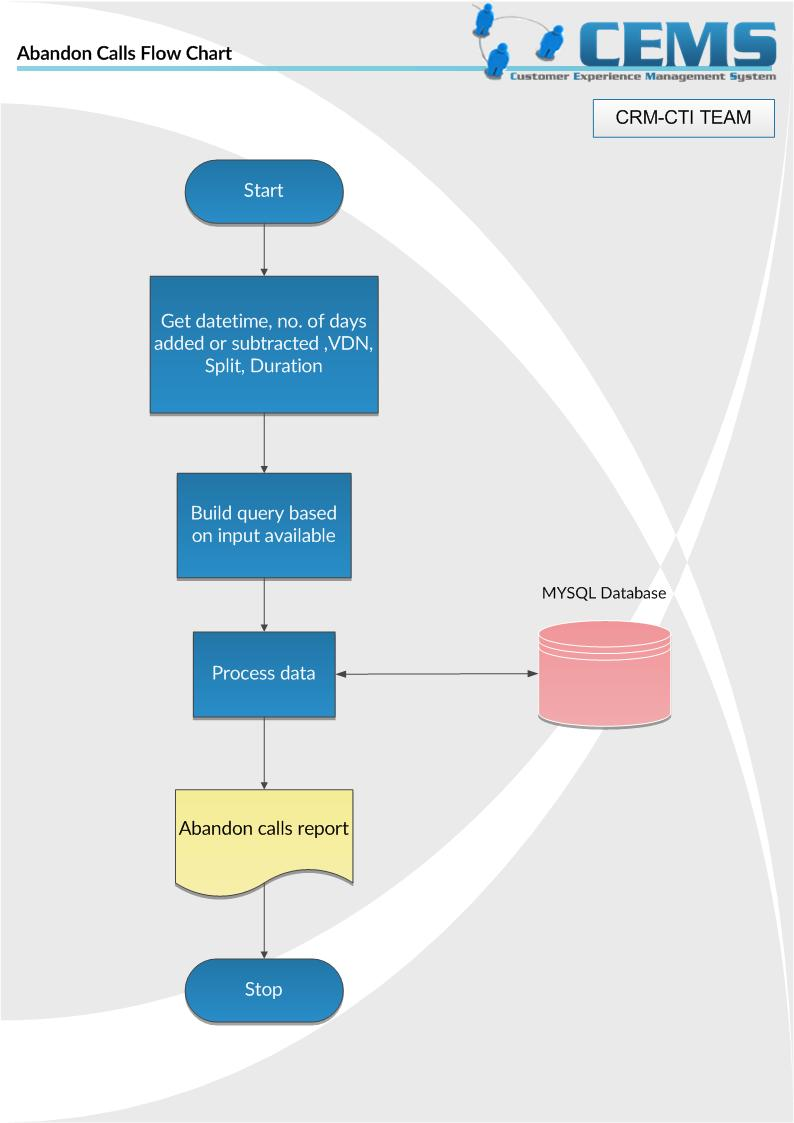 Abandon Calls Flow Chart
CEMS
Customer Experience Management System
CRM-CTI TEAM
Start
Get datetime, no. of days
added or subtracted ,VDN,
Split, Duration
Build query based
on input available
MYSQL Database
Process data
Abandon calls report
Stop